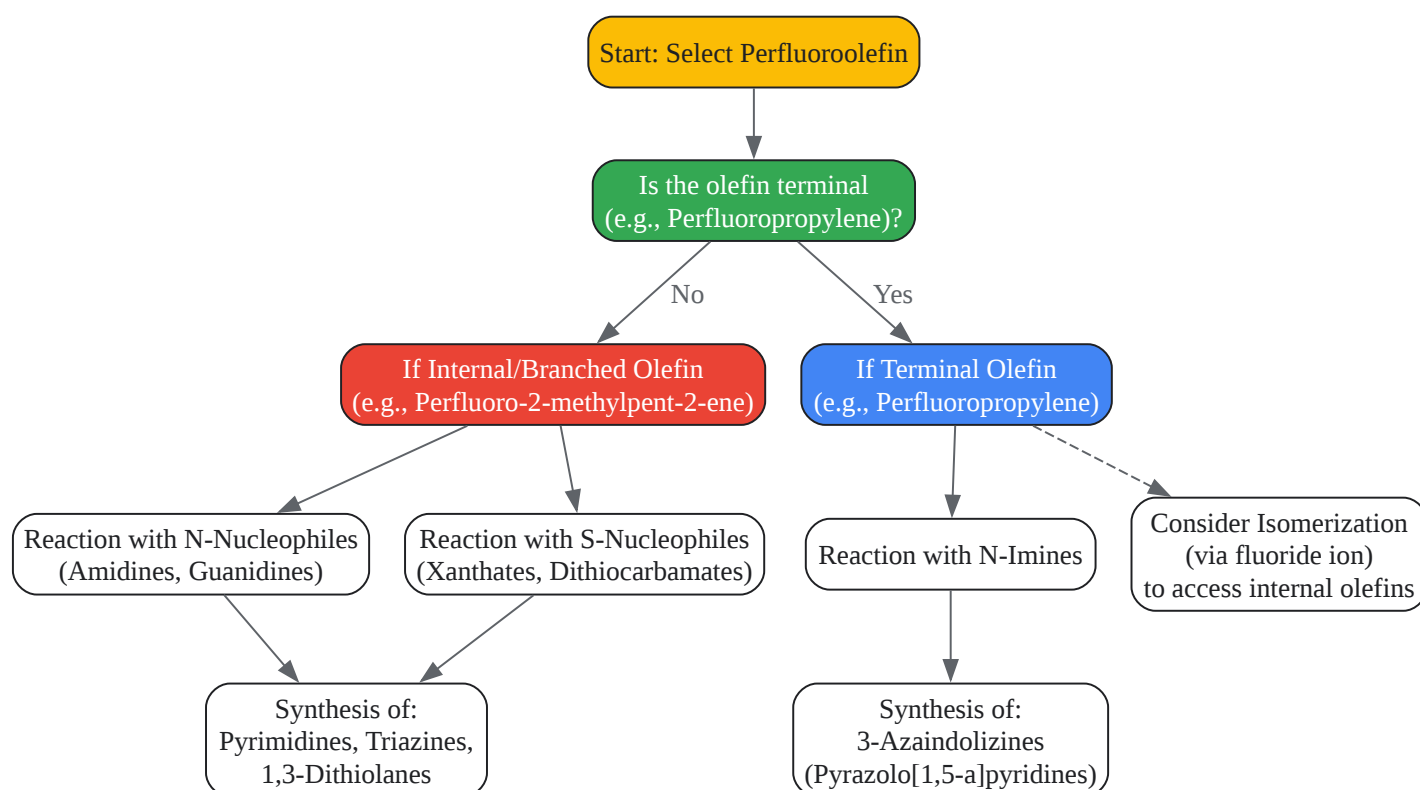 Start: Select Perfluoroolefin
Is the olefin terminal
(e.g., Perfluoropropylene)?
No
Yes
If Internal/Branched Olefin
(e.g., Perfluoro-2-methylpent-2-ene)
If Terminal Olefin
(e.g., Perfluoropropylene)
Reaction with N-Nucleophiles
(Amidines, Guanidines)
Reaction with S-Nucleophiles
(Xanthates, Dithiocarbamates)
Reaction with N-Imines
Consider Isomerization
(via fluoride ion)
to access internal olefins
Synthesis of:
Pyrimidines, Triazines,
1,3-Dithiolanes
Synthesis of:
3-Azaindolizines
(Pyrazolo[1,5-a]pyridines)